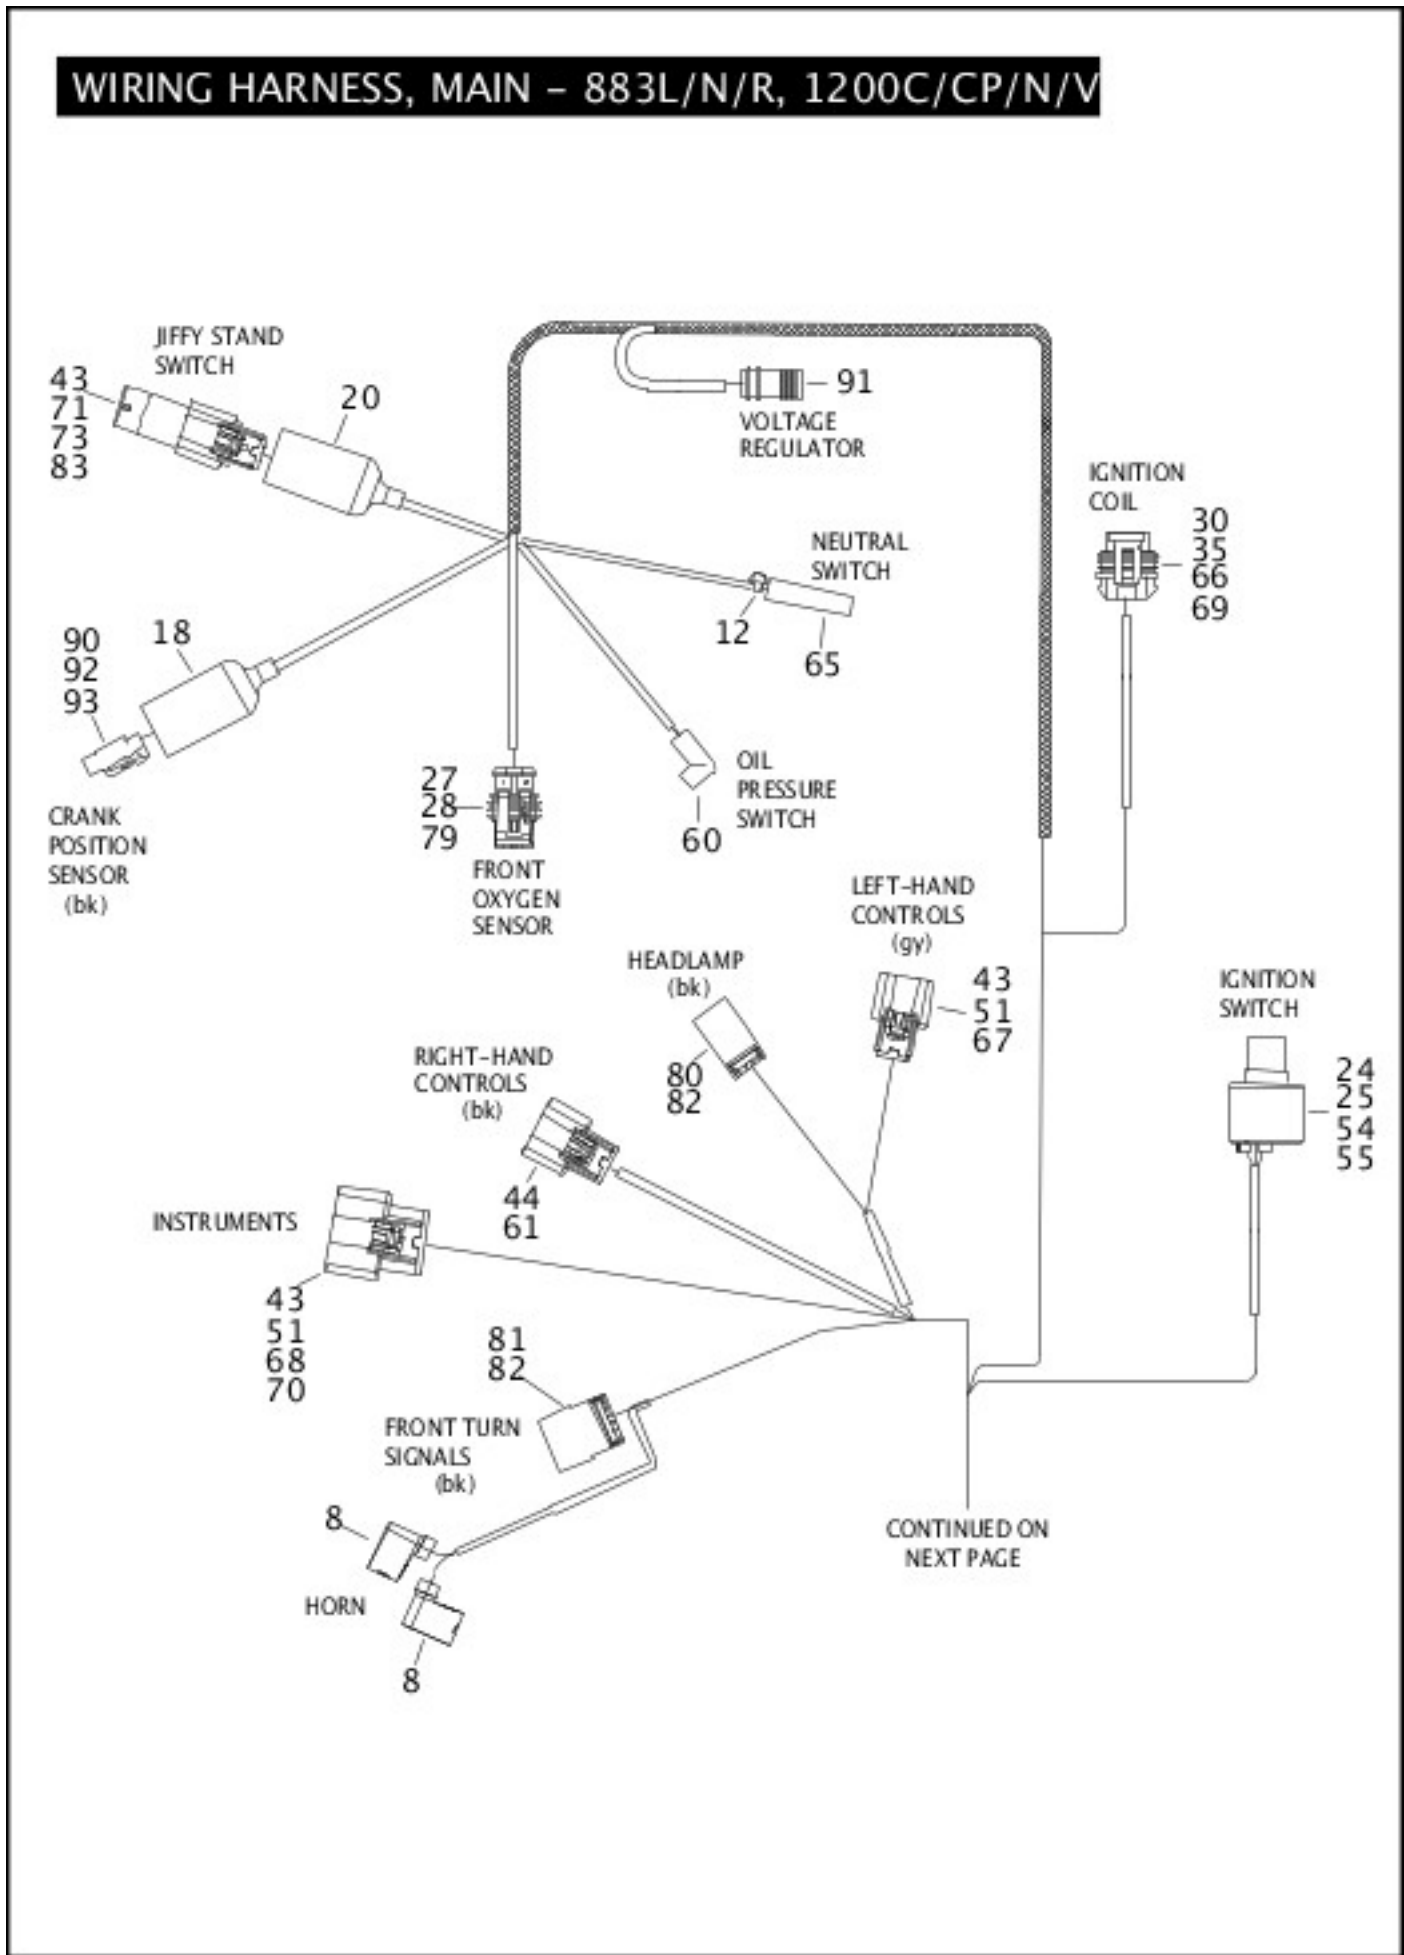 WIRING HARNESS, MAIN - 883L/N/R, 1200C/CP/N/V
JIFFY STAND
SWITCH
43
71
73
83
20
91
VOLTAGE
REGULATOR
IGNITION
COIL
30
35
66
69
NEUTRAL
SWITCH
12
65
90
92
93
18
CRANK
POSITION
SENSOR
(bk)
27
28
79
FRONT
OXYGEN
SENSOR
OIL
PRESSURE
SWITCH
60
LEFT-HAND
CONTROLS
(gy)
43
51
67
HEADLAMP
(bk)
80
82
IGNITION
SWITCH
24
25
54
55
RIGHT-HAND
CONTROLS
(bk)
44
61
INSTRUMENTS
43
51
68
70
81
82
FRONT TURN
SIGNALS
(bk)
8
HORN
8
CONTINUED ON
NEXT PAGE